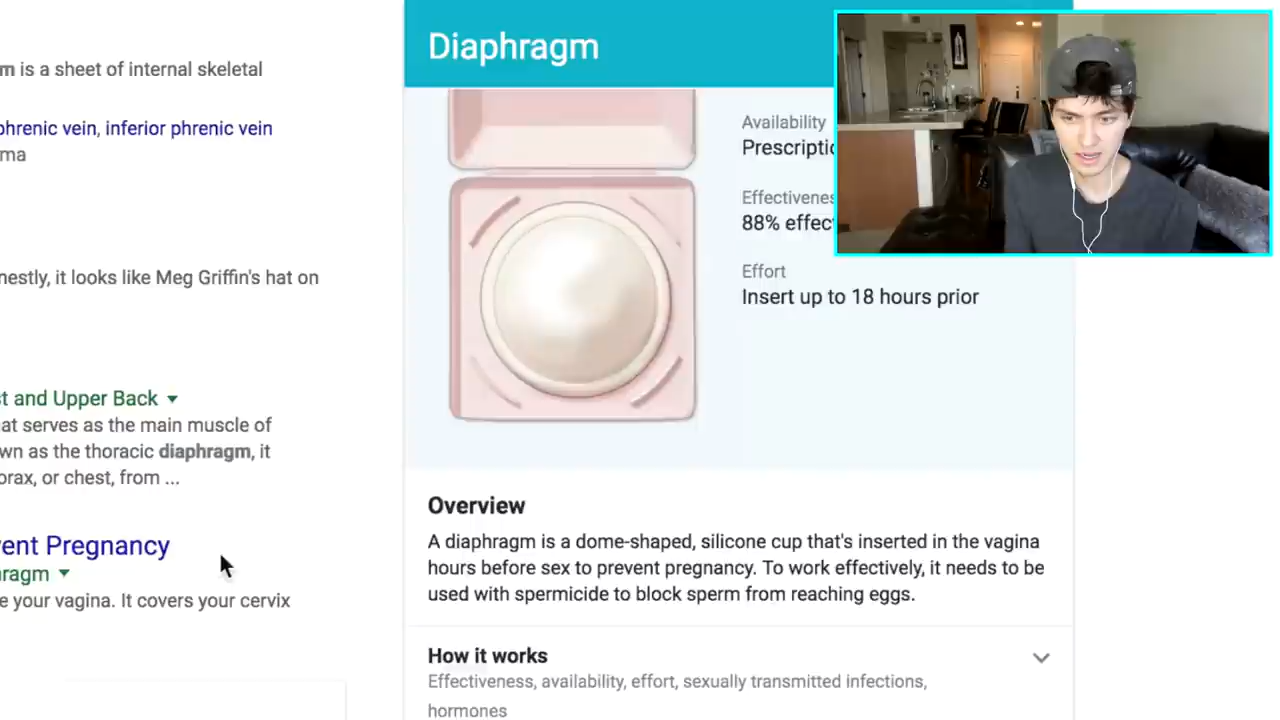 m is a sheet of internal skeletal
phrenic vein, inferior phrenic vein
ma
nestly, it looks like Meg Griffin's hat on
st and Upper Back
at serves as the main muscle of
wn as the thoracic diaphragm, it
orax, or chest, from ...
vent Pregnancy
hragm
e your vagina. It covers your cervix
Diaphragm
Availability
Prescriptio
Effectivenes
88% effec
Effort
Insert up to 18 hours prior
Overview
A diaphragm is a dome-shaped, silicone cup that's inserted in the vagina
hours before sex to prevent pregnancy. To work effectively, it needs to be
used with spermicide to block sperm from reaching eggs.
How it works
Effectiveness, availability, effort, sexually transmitted infections,
hormones